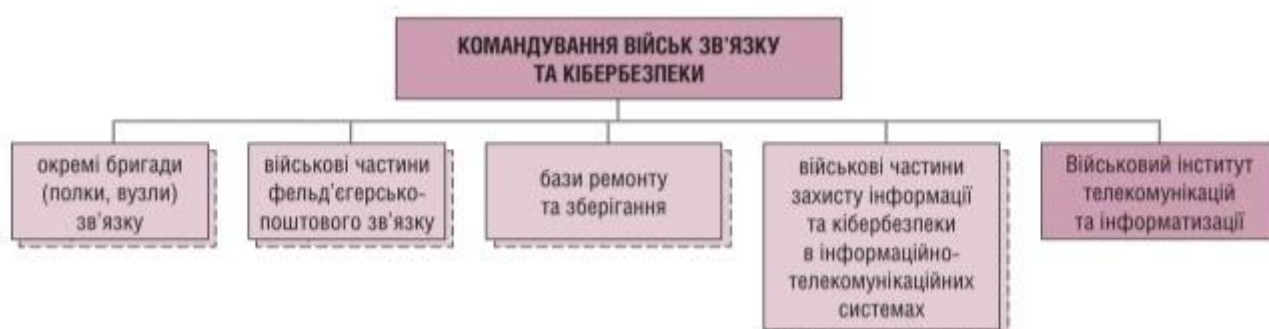 КОМАНДУВАННЯ ВІЙСЬК ЗВ'ЯЗКУ
ТА КІБЕРБЕЗПЕКИ
окремі бригади
(полки, вузли)
зв'язку
військові частини
фельд'єгерсько-
поштового зв'язку
бази ремонту
та зберігання
військові частини
захисту інформації
та кібербезпеки
в інформаційно-
телекомунікаційних
системах
Військовий інститут
телекомунікацій
та інформатизації